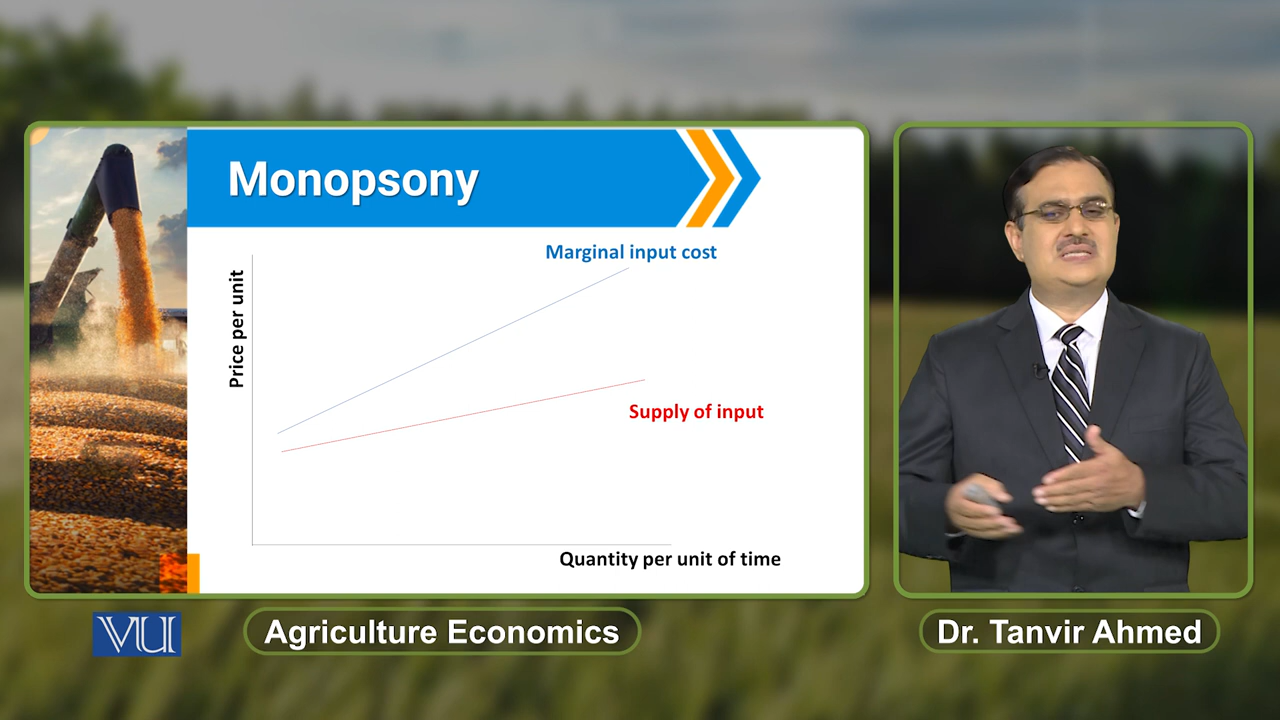 Monopsony
Marginal input cost
Price per unit
Supply of input
Quantity per unit of time
VU
Agriculture Economics
Dr. Tanvir Ahmed